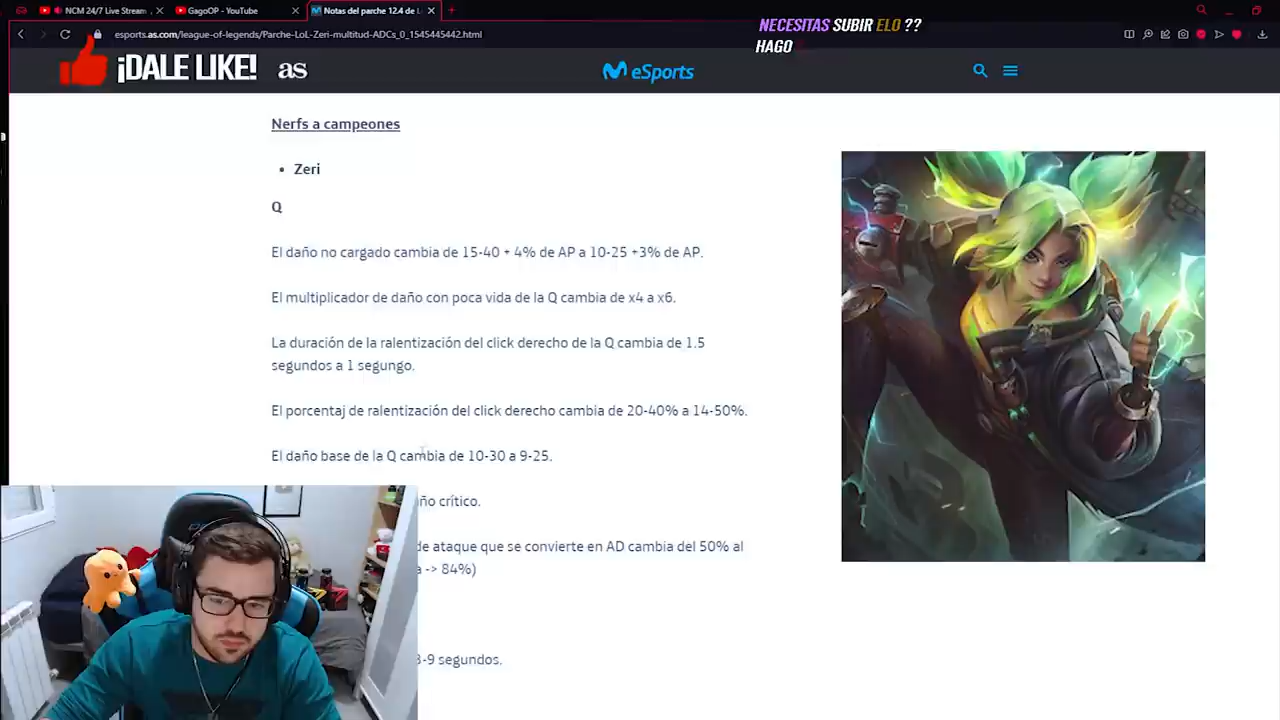 NCM 24/7 Live Stream
GagoOP - YouTube
Notas del parche 12.4 de L
esports.as.com/league-of-legends/Parche-LoL-Zeri-multitud-ADCs_0_1545445442.html
NECESITAS SUBIR ELO ??
HAGO
¡DALE LIKE!
as
eSports
Nerfs a campeones
Zeri
Q
El daño no cargado cambia de 15-40 + 4% de AP a 10-25 +3% de AP.
El multiplicador de daño con poca vida de la Q cambia de x4 a x6.
La duración de la ralentización del click derecho de la Q cambia de 1.5
segundos a 1 segungo.
El porcentaj de ralentización del click derecho cambia de 20-40% a 14-50%.
El daño base de la Q cambia de 10-30 a 9-25.
ño crítico.
de ataque que se convierte en AD cambia del 50% al
-> 84%)
-9 segundos.